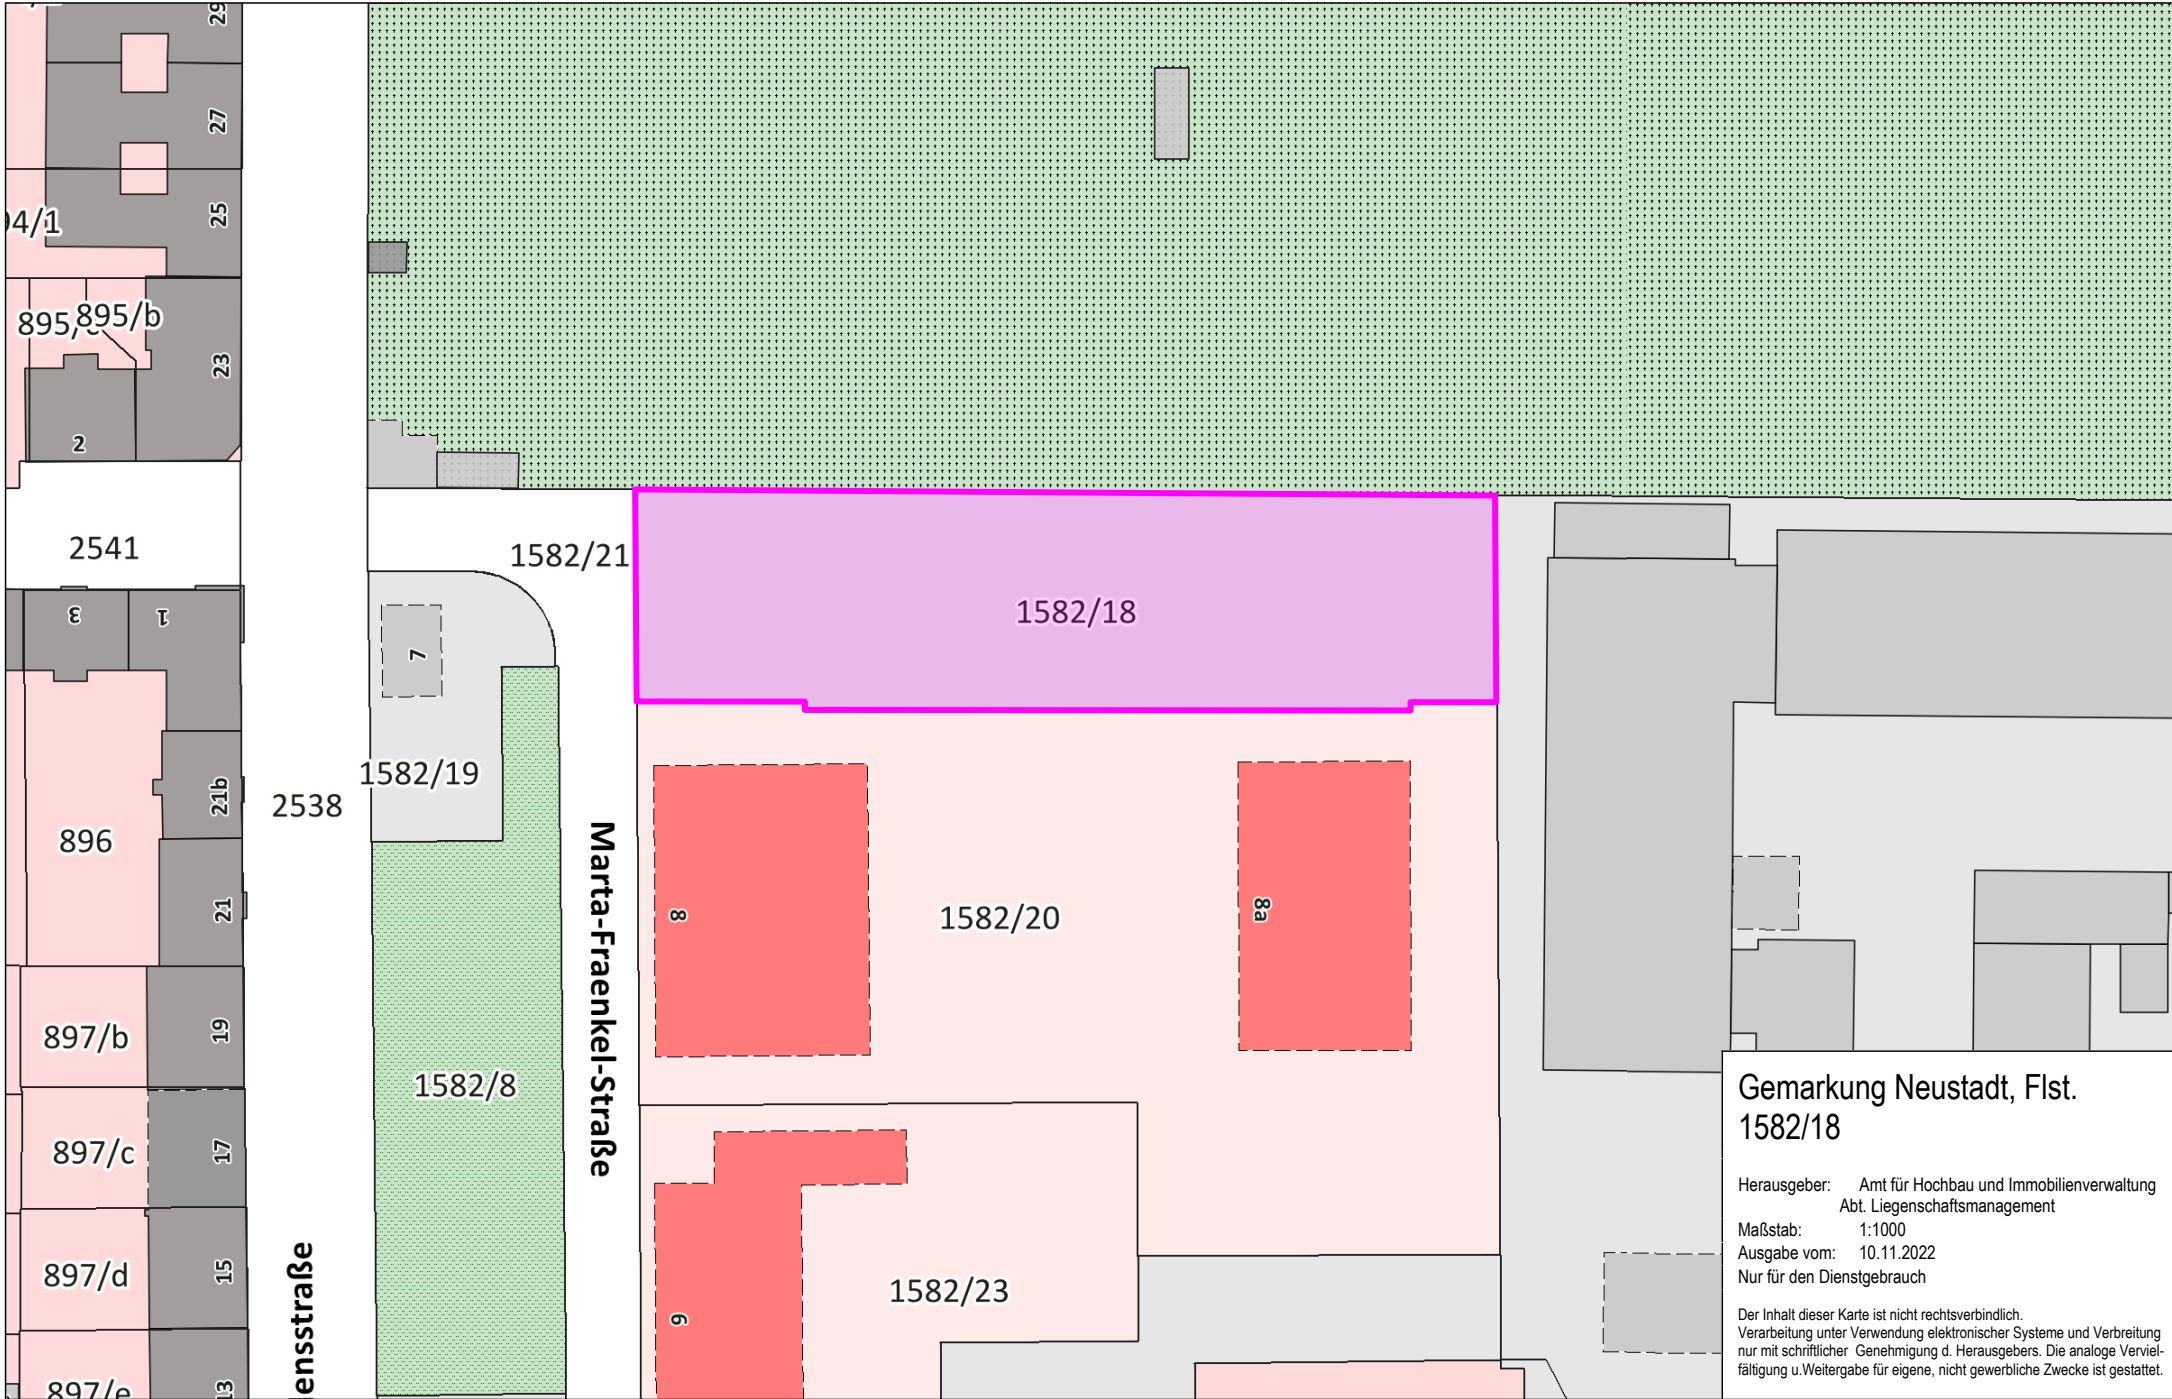 29
27
25
94/1
895/b
23
2
2541
1582/21
1582/18
3
1
7
1582/19
2538
21b
896
21
Marta-Fraenkel-Straße
8
1582/20
8a
19
897/b
1582/8
17
897/c
15
897/d
ensstraße
9
1582/23
13
897/e
Gemarkung Neustadt, Flst.
1582/18
Herausgeber: Amt für Hochbau und Immobilienverwaltung
Abt. Liegenschaftsmanagement
Maßstab: 1:1000
Ausgabe vom: 10.11.2022
Nur für den Dienstgebrauch
Der Inhalt dieser Karte ist nicht rechtsverbindlich.
Verarbeitung unter Verwendung elektronischer Systeme und Verbreitung
nur mit schriftlicher Genehmigung d. Herausgebers. Die analoge Verviel-
fältigung u.Weitergabe für eigene, nicht gewerbliche Zwecke ist gestattet.